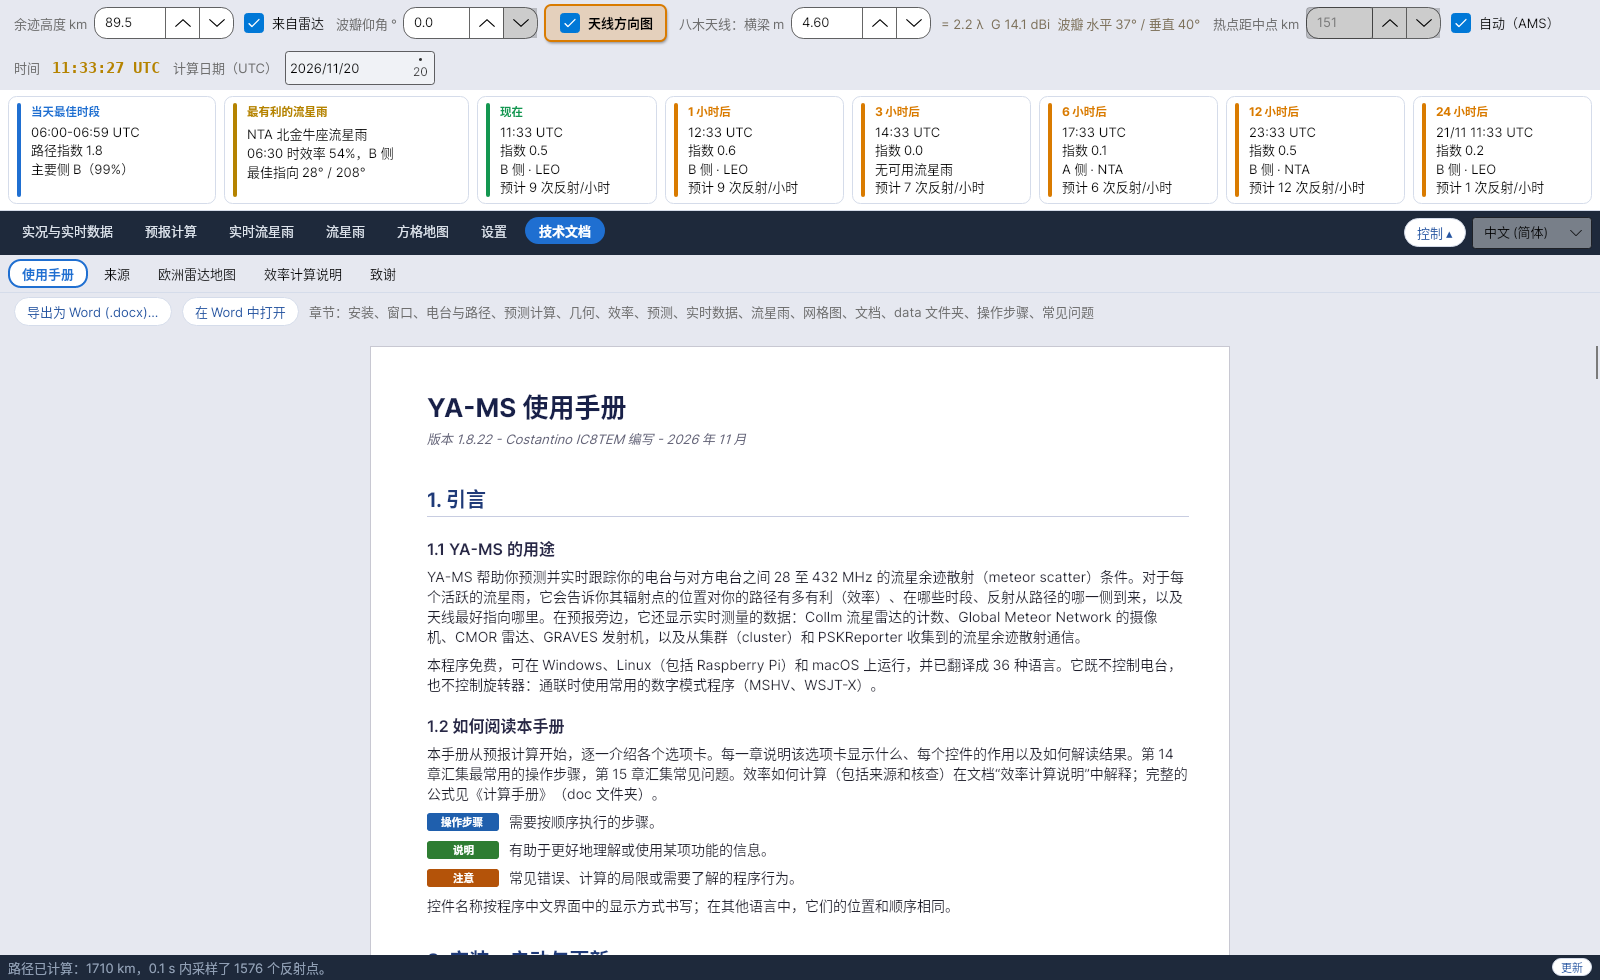 余迹高度 km 89.5 来自雷达 波瓣仰角 ° 0.0 天线方向图 八木天线：横梁 m 4.60 = 2.2 λ G 14.1 dBi 波瓣 水平 37° / 垂直 40° 热点距中点 km 151 自动（AMS）
时间 11:33:27 UTC 计算日期（UTC） 2026/11/20 20
当天最佳时段
06:00-06:59 UTC
路径指数 1.8
主要侧 B（99%）
最有利的流星雨
NTA 北金牛座流星雨
06:30 时效率 54%，B 侧
最佳指向 28° / 208°
现在
11:33 UTC
指数 0.5
B 侧 · LEO
预计 9 次反射/小时
1 小时后
12:33 UTC
指数 0.6
B 侧 · LEO
预计 9 次反射/小时
3 小时后
14:33 UTC
指数 0.0
无可用流星雨
预计 7 次反射/小时
6 小时后
17:33 UTC
指数 0.1
A 侧 · NTA
预计 6 次反射/小时
12 小时后
23:33 UTC
指数 0.5
B 侧 · NTA
预计 12 次反射/小时
24 小时后
21/11 11:33 UTC
指数 0.2
B 侧 · LEO
预计 1 次反射/小时
实况与实时数据 预报计算 实时流星雨 流星雨 方格地图 设置 技术文档 控制 ▴ 中文 (简体)
使用手册 来源 欧洲雷达地图 效率计算说明 致谢
导出为 Word (.docx)... 在 Word 中打开 章节：安装、窗口、电台与路径、预测计算、几何、效率、预测、实时数据、流星雨、网格图、文档、data 文件夹、操作步骤、常见问题
YA-MS 使用手册
版本 1.8.22 - Costantino IC8TEM 编写 - 2026 年 11 月
1. 引言
1.1 YA-MS 的用途
YA-MS 帮助你预测并实时跟踪你的电台与对方电台之间 28 至 432 MHz 的流星余迹散射（meteor scatter）条件。对于每
个活跃的流星雨，它会告诉你其辐射点的位置对你的路径有多有利（效率）、在哪些时段、反射从路径的哪一侧到来，以及
天线最好指向哪里。在预报旁边，它还显示实时测量的数据：Collm 流星雷达的计数、Global Meteor Network 的摄像
机、CMOR 雷达、GRAVES 发射机，以及从集群（cluster）和 PSKReporter 收集到的流星余迹散射通信。
本程序免费，可在 Windows、Linux（包括 Raspberry Pi）和 macOS 上运行，并已翻译成 36 种语言。它既不控制电台，
也不控制旋转器：通联时使用常用的数字模式程序（MSHV、WSJT-X）。
1.2 如何阅读本手册
本手册从预报计算开始，逐一介绍各个选项卡。每一章说明该选项卡显示什么、每个控件的作用以及如何解读结果。第 14
章汇集最常用的操作步骤，第 15 章汇集常见问题。效率如何计算（包括来源和核查）在文档“效率计算说明”中解释；完整的
公式见《计算手册》（doc 文件夹）。
操作步骤 需要按顺序执行的步骤。
说明 有助于更好地理解或使用某项功能的信息。
注意 常见错误、计算的局限或需要了解的程序行为。
控件名称按程序中文界面中的显示方式书写；在其他语言中，它们的位置和顺序相同。
路径已计算：1710 km，0.1 s 内采样了 1576 个反射点。 更新